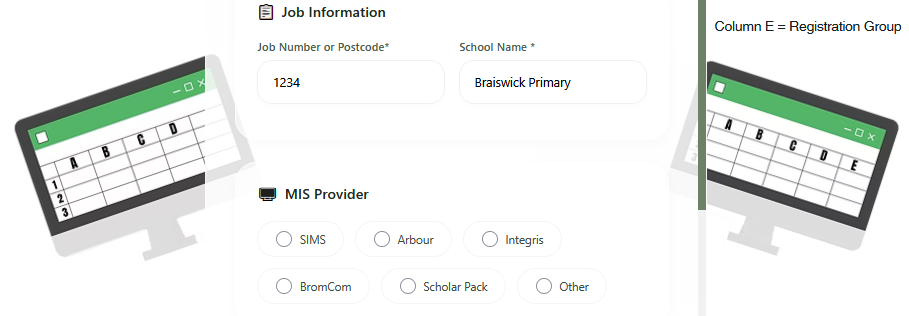 Job Information
Column E = Registration Group
Job Number or Postcode*
School Name *
1234
Braiswick Primary
A B C D
1
2
3
A B C D E
3
MIS Provider
SIMS
Arbour
Integris
BromCom
Scholar Pack
Other